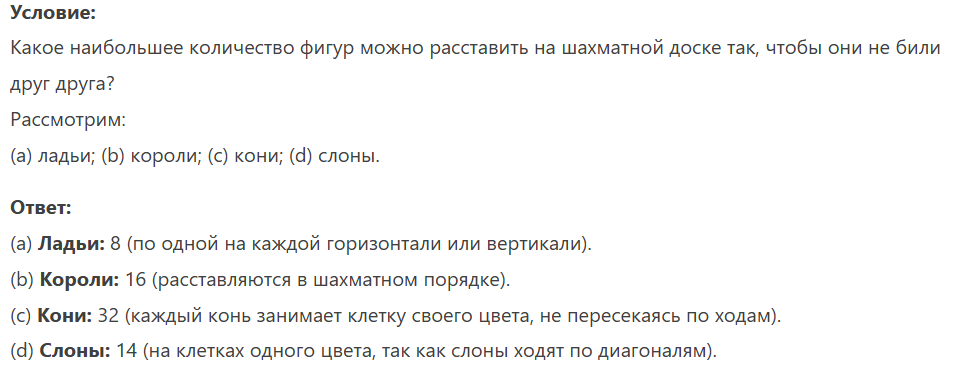 Условие:
Какое наибольшее количество фигур можно расставить на шахматной доске так, чтобы они не били
друг друга?
Рассмотрим:
(a) ладьи; (b) короли; (c) кони; (d) слоны.
Ответ:
(a) Ладьи: 8 (по одной на каждой горизонтали или вертикали).
(b) Короли: 16 (расставляются в шахматном порядке).
(c) Кони: 32 (каждый конь занимает клетку своего цвета, не пересекаясь по ходам).
(d) Слоны: 14 (на клетках одного цвета, так как слоны ходят по диагоналям).